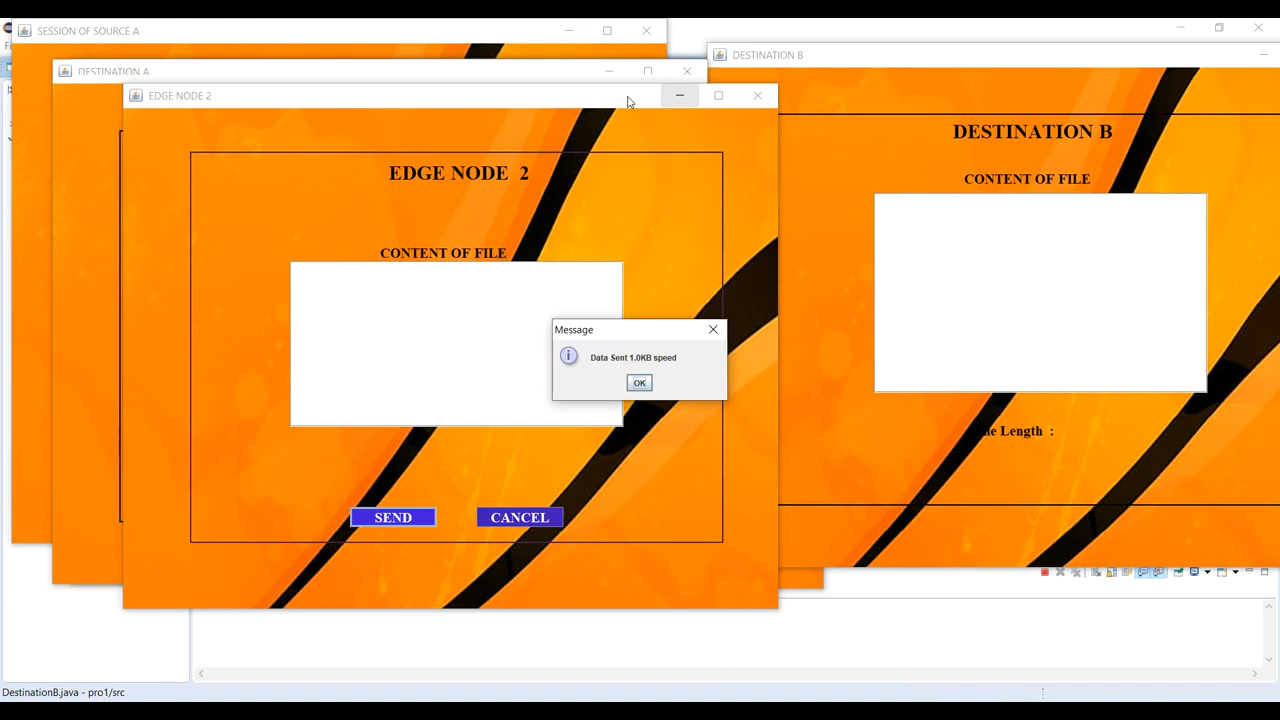 SESSION OF SOURCE A
DESTINATION A
EDGE NODE 2
DESTINATION B
EDGE NODE 2
CONTENT OF FILE
Message
Data Sent 1.0KB speed
OK
SEND
CANCEL
DESTINATION B
CONTENT OF FILE
Length :
DestinationB.java - pro1/src